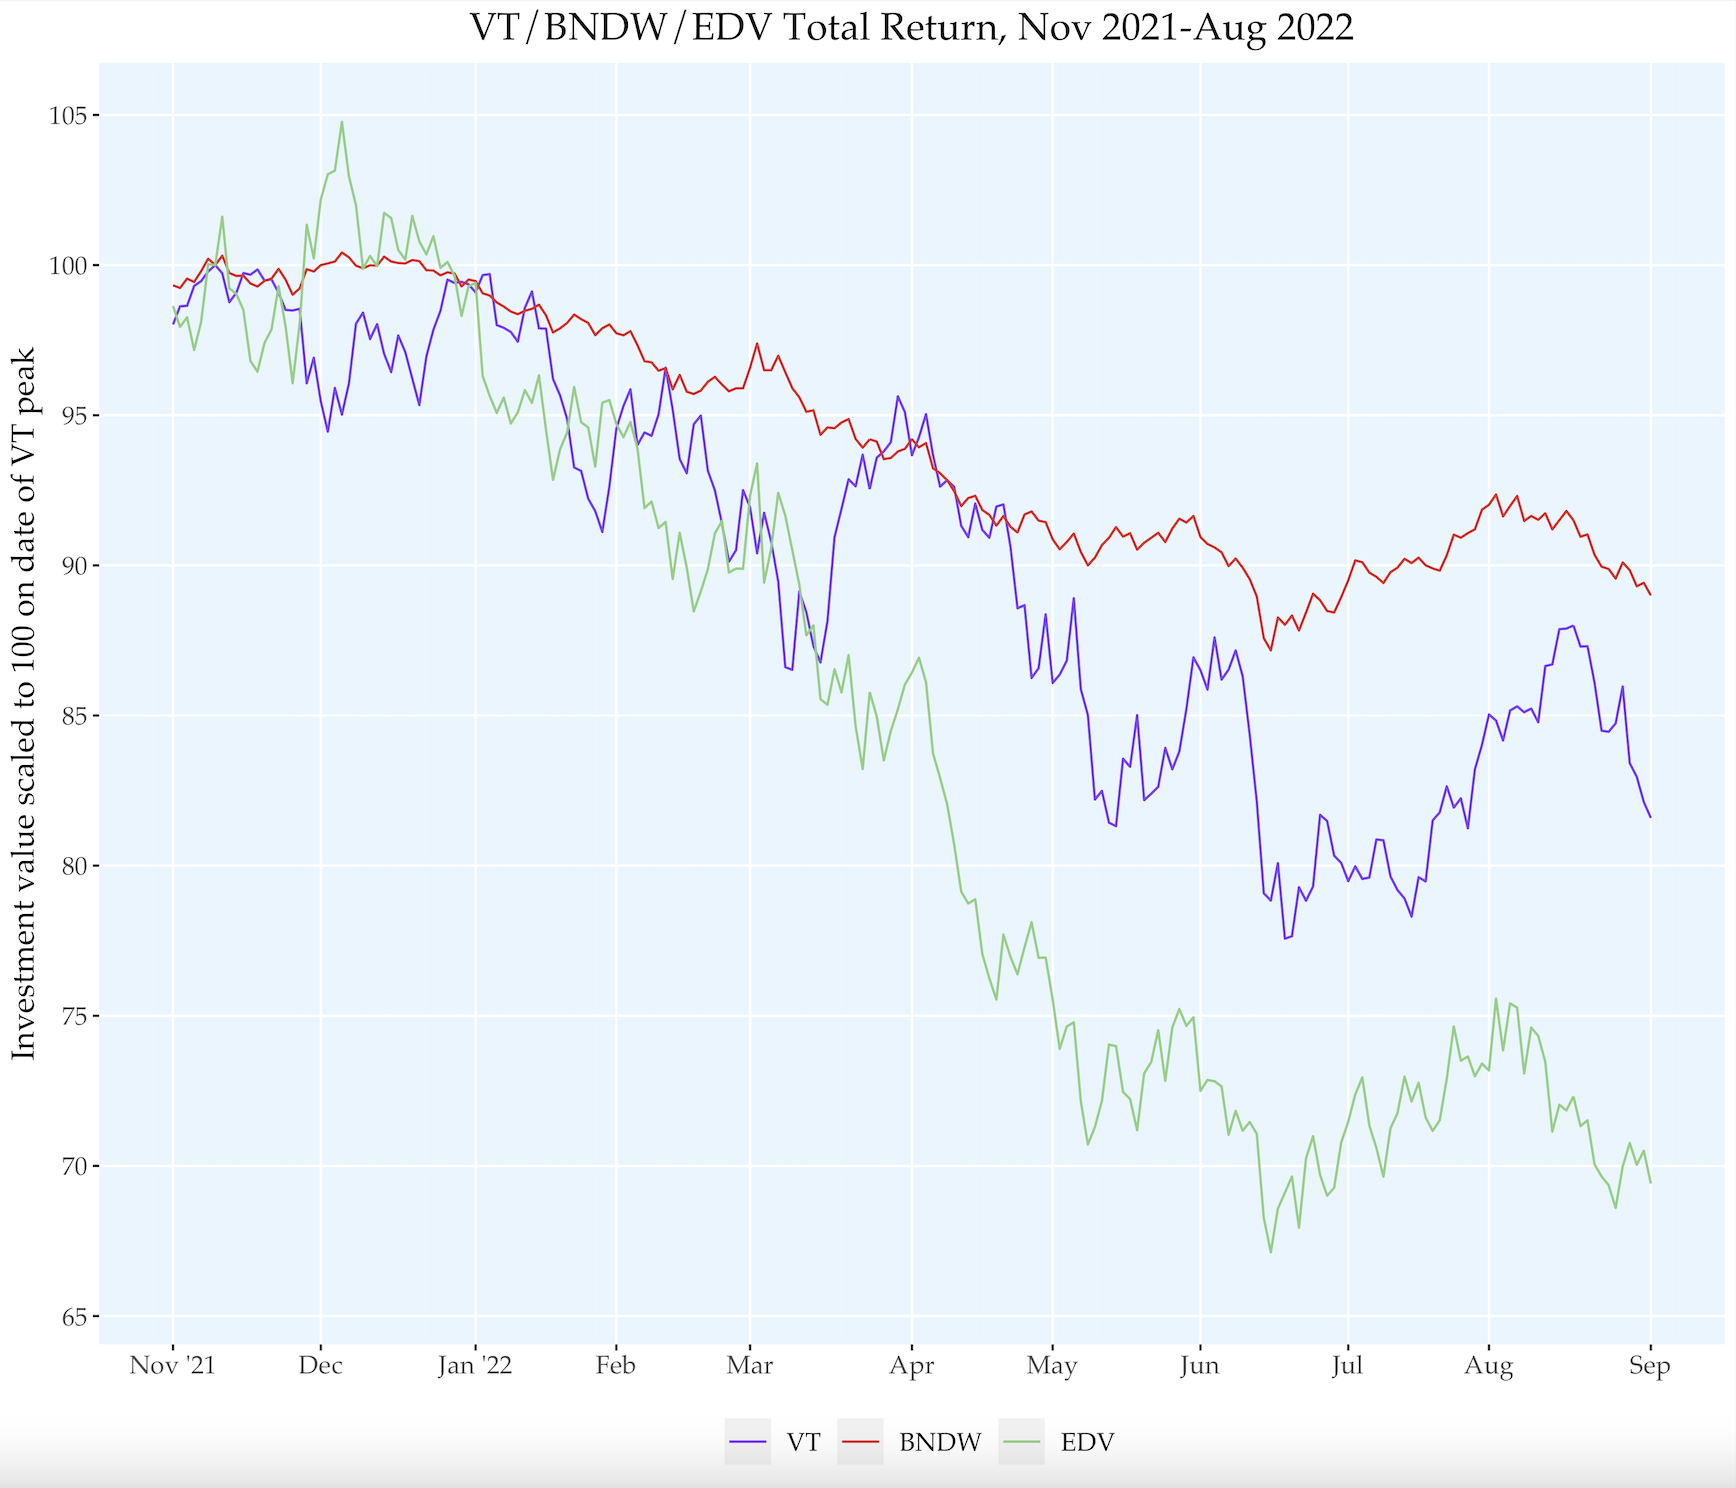 VT/BNDW/EDV Total Return, Nov 2021-Aug 2022
Investment value scaled to 100 on date of VT peak
105
100
95
90
85
80
75
70
65
Nov '21 Dec Jan '22 Feb Mar Apr May Jun Jul Aug Sep
VT BNDW EDV